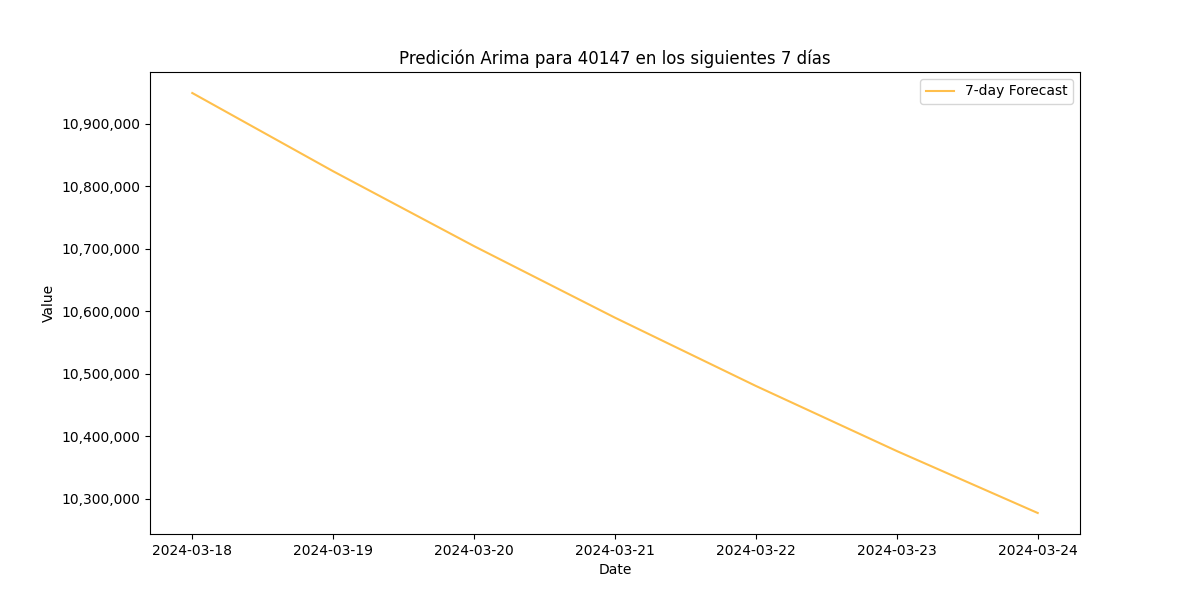 Predición Arima para 40147 en los siguientes 7 días
7-day Forecast
Value
10,900,000
10,800,000
10,700,000
10,600,000
10,500,000
10,400,000
10,300,000
2024-03-18 2024-03-19 2024-03-20 2024-03-21 2024-03-22 2024-03-23 2024-03-24
Date